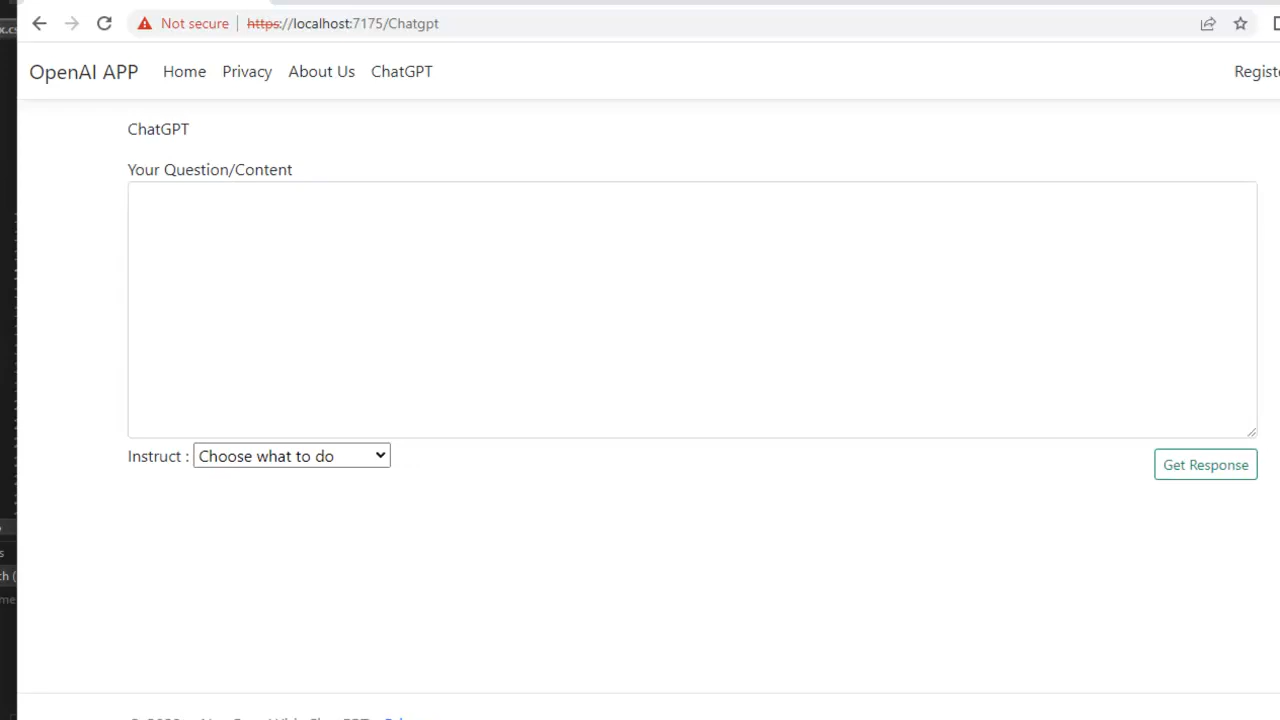 Not secure https://localhost:7175/Chatgpt
OpenAI APP Home Privacy About Us ChatGPT
ChatGPT
Your Question/Content
Instruct : Choose what to do
Get Response